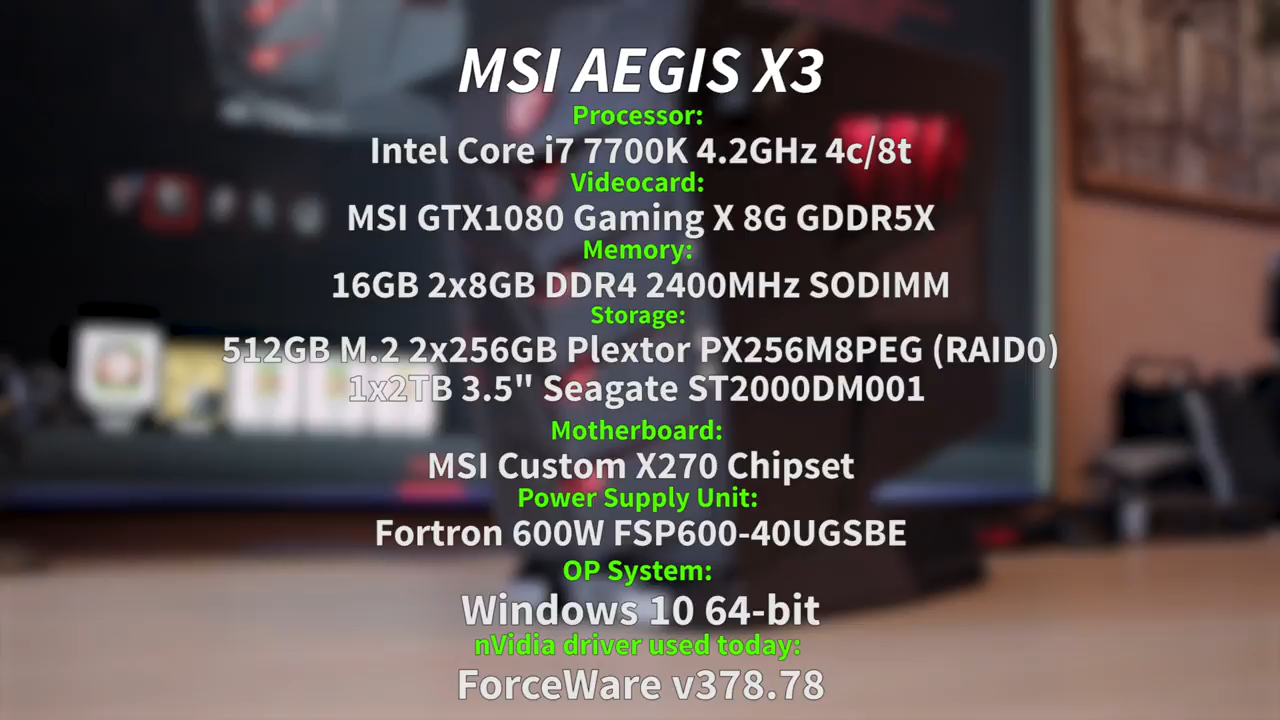 MSI AEGIS X3
Processor:
Intel Core i7 7700K 4.2GHz 4c/8t
Videocard:
MSI GTX1080 Gaming X 8G GDDR5X
Memory:
16GB 2x8GB DDR4 2400MHz SODIMM
Storage:
512GB M.2 2x256GB Plextor PX256M8PEG (RAID0)
1x2TB 3.5" Seagate ST2000DM001
Motherboard:
MSI Custom X270 Chipset
Power Supply Unit:
Fortron 600W FSP600-40UGSBE
OP System:
Windows 10 64-bit
nVidia driver used today:
ForceWare v378.78